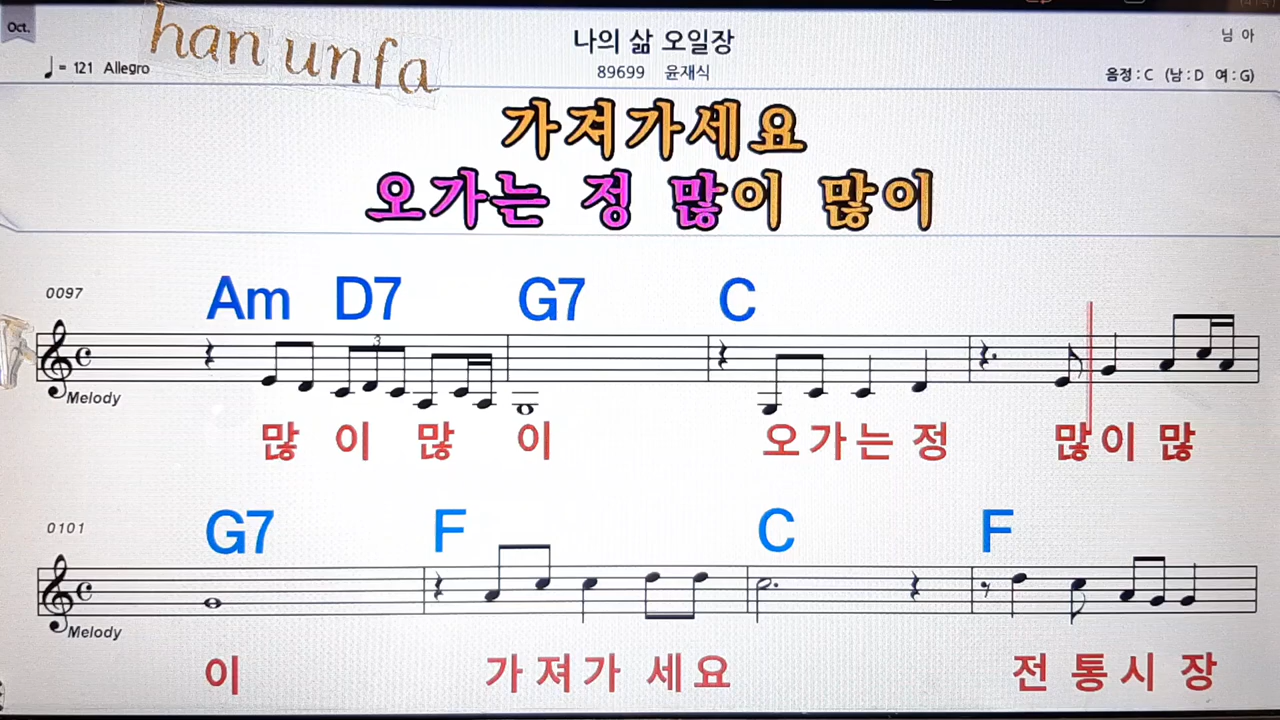 Oct.
han unfa
나의 삶 오일장
님 아
♩= 121 Allegro
89699 윤재식
음정 : C (남 : D 여 : G)
가져가세요
오가는 정 많이 많이
0097
Am D7 G7 C
3
Melody
많 이 많 이 오가는 정 많이 많
0101
G7 F C F
Melody
이 가져가 세요 전 통시 장